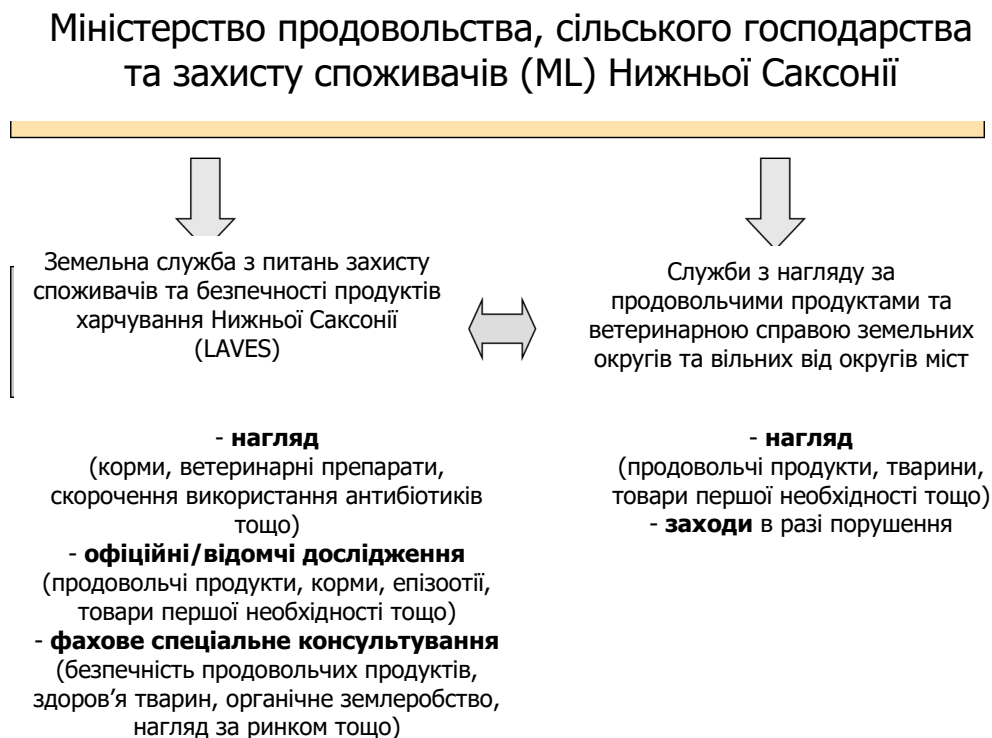 Міністерство продовольства, сільського господарства
та захисту споживачів (ML) Нижньої Саксонії
Земельна служба з питань захисту
споживачів та безпечності продуктів
харчування Нижньої Саксонії
(LAVES)
Служби з нагляду за
продовольчими продуктами та
ветеринарною справою земельних
округів та вільних від округів міст
- нагляд
(корми, ветеринарні препарати,
скорочення використання антибіотиків
тощо)
- офіційні/відомчі дослідження
(продовольчі продукти, корми, епізоотії,
товари першої необхідності тощо)
- фахове спеціальне консультування
(безпечність продовольчих продуктів,
здоров’я тварин, органічне землеробство,
нагляд за ринком тощо)
- нагляд
(продовольчі продукти, тварини,
товари першої необхідності тощо)
- заходи в разі порушення